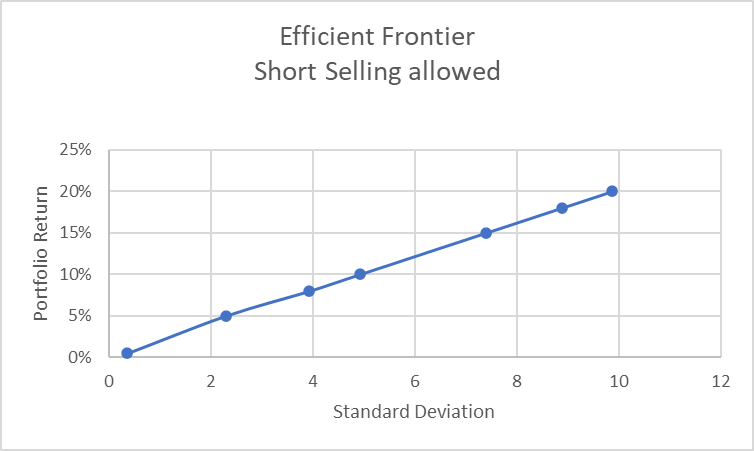 Efficient Frontier
Short Selling allowed
25%
20%
15%
10%
5%
0%
Portfolio Return
0 2 4 6 8 10 12
Standard Deviation